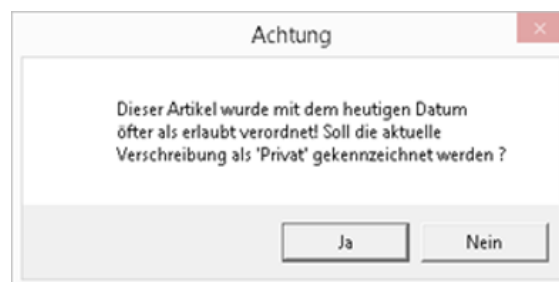 Achtung
Dieser Artikel wurde mit dem heutigen Datum
öfter als erlaubt verordnet! Soll die aktuelle
Verschreibung als 'Privat' gekennzeichnet werden ?
Ja
Nein